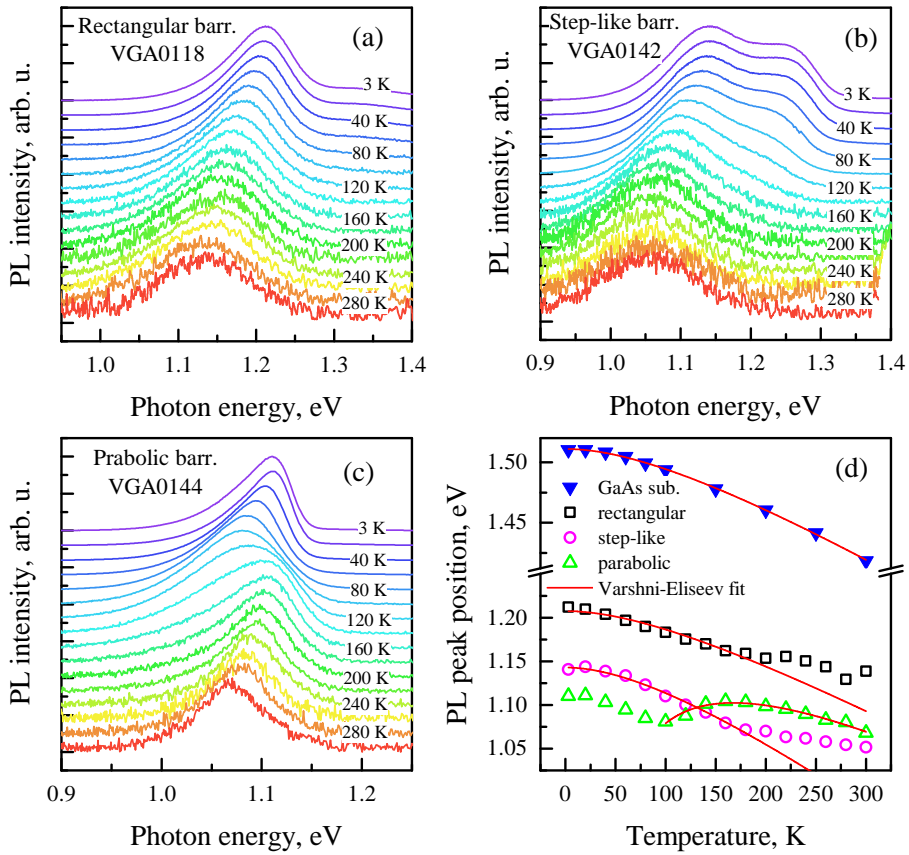 Rectangular barr.
VGA0118
(a)
3 K
40 K
80 K
120 K
160 K
200 K
240 K
280 K
PL intensity, arb. u.
1.0 1.1 1.2 1.3 1.4
Photon energy, eV
Step-like barr.
VGA0142
(b)
3 K
40 K
80 K
120 K
160 K
200 K
240 K
280 K
PL intensity, arb. u.
0.9 1.0 1.1 1.2 1.3 1.4
Photon energy, eV
Prabolic barr.
VGA0144
(c)
3 K
40 K
80 K
120 K
160 K
200 K
240 K
280 K
PL intensity, arb. u.
0.9 1.0 1.1 1.2
Photon energy, eV
(d)
GaAs sub.
rectangular
step-like
parabolic
Varshni-Eliseev fit
PL peak position, eV
1.50
1.45
1.20
1.15
1.10
1.05
0 50 100 150 200 250 300
Temperature, K